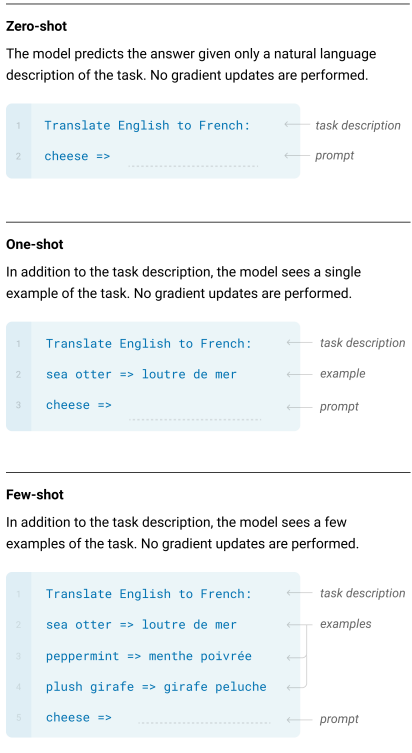 Zero-shot
The model predicts the answer given only a natural language
description of the task. No gradient updates are performed.
1 Translate English to French: task description
2 cheese => prompt
One-shot
In addition to the task description, the model sees a single
example of the task. No gradient updates are performed.
1 Translate English to French: task description
2 sea otter => loutre de mer example
3 cheese => prompt
Few-shot
In addition to the task description, the model sees a few
examples of the task. No gradient updates are performed.
1 Translate English to French: task description
2 sea otter => loutre de mer examples
3 peppermint => menthe poivrée
4 plush girafe => girafe peluche
5 cheese => prompt